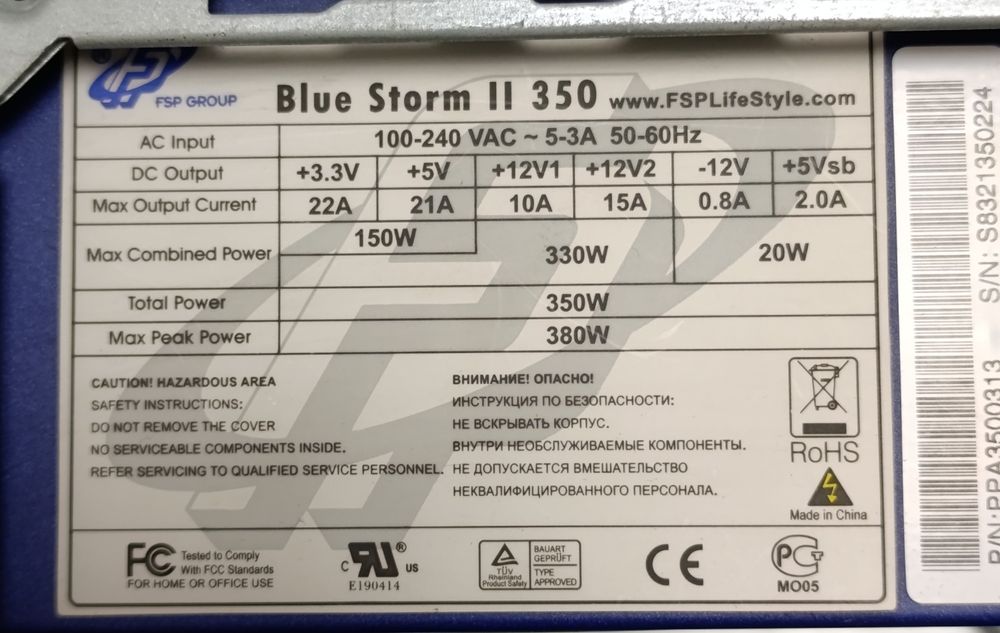 FSP GROUP
Blue Storm II 350 www.FSPLifeStyle.com
AC Input 100-240 VAC ~ 5-3A 50-60Hz
DC Output +3.3V +5V +12V1 +12V2 -12V +5Vsb
Max Output Current 22A 21A 10A 15A 0.8A 2.0A
Max Combined Power 150W 330W 20W
Total Power 350W
Max Peak Power 380W
CAUTION! HAZARDOUS AREA
SAFETY INSTRUCTIONS:
DO NOT REMOVE THE COVER
NO SERVICEABLE COMPONENTS INSIDE.
REFER SERVICING TO QUALIFIED SERVICE PERSONNEL.
ВНИМАНИЕ! ОПАСНО!
ИНСТРУКЦИЯ ПО БЕЗОПАСНОСТИ:
НЕ ВСКРЫВАТЬ КОРПУС.
ВНУТРИ НЕОБСЛУЖИВАЕМЫЕ КОМПОНЕНТЫ.
НЕ ДОПУСКАЕТСЯ ВМЕШАТЕЛЬСТВО
НЕКВАЛИФИЦИРОВАННОГО ПЕРСОНАЛА.
RoHS
Made in China
FC Tested to Comply
With FCC Standards
FOR HOME OR OFFICE USE
c RU ® US
E190414
TÜV
Rheinland
Product Safety
BAUART
GEPRÜFT
TYPE
APPROVED
CE
PG
MO05
S/N: S8321350224
P/N:PPA3500313